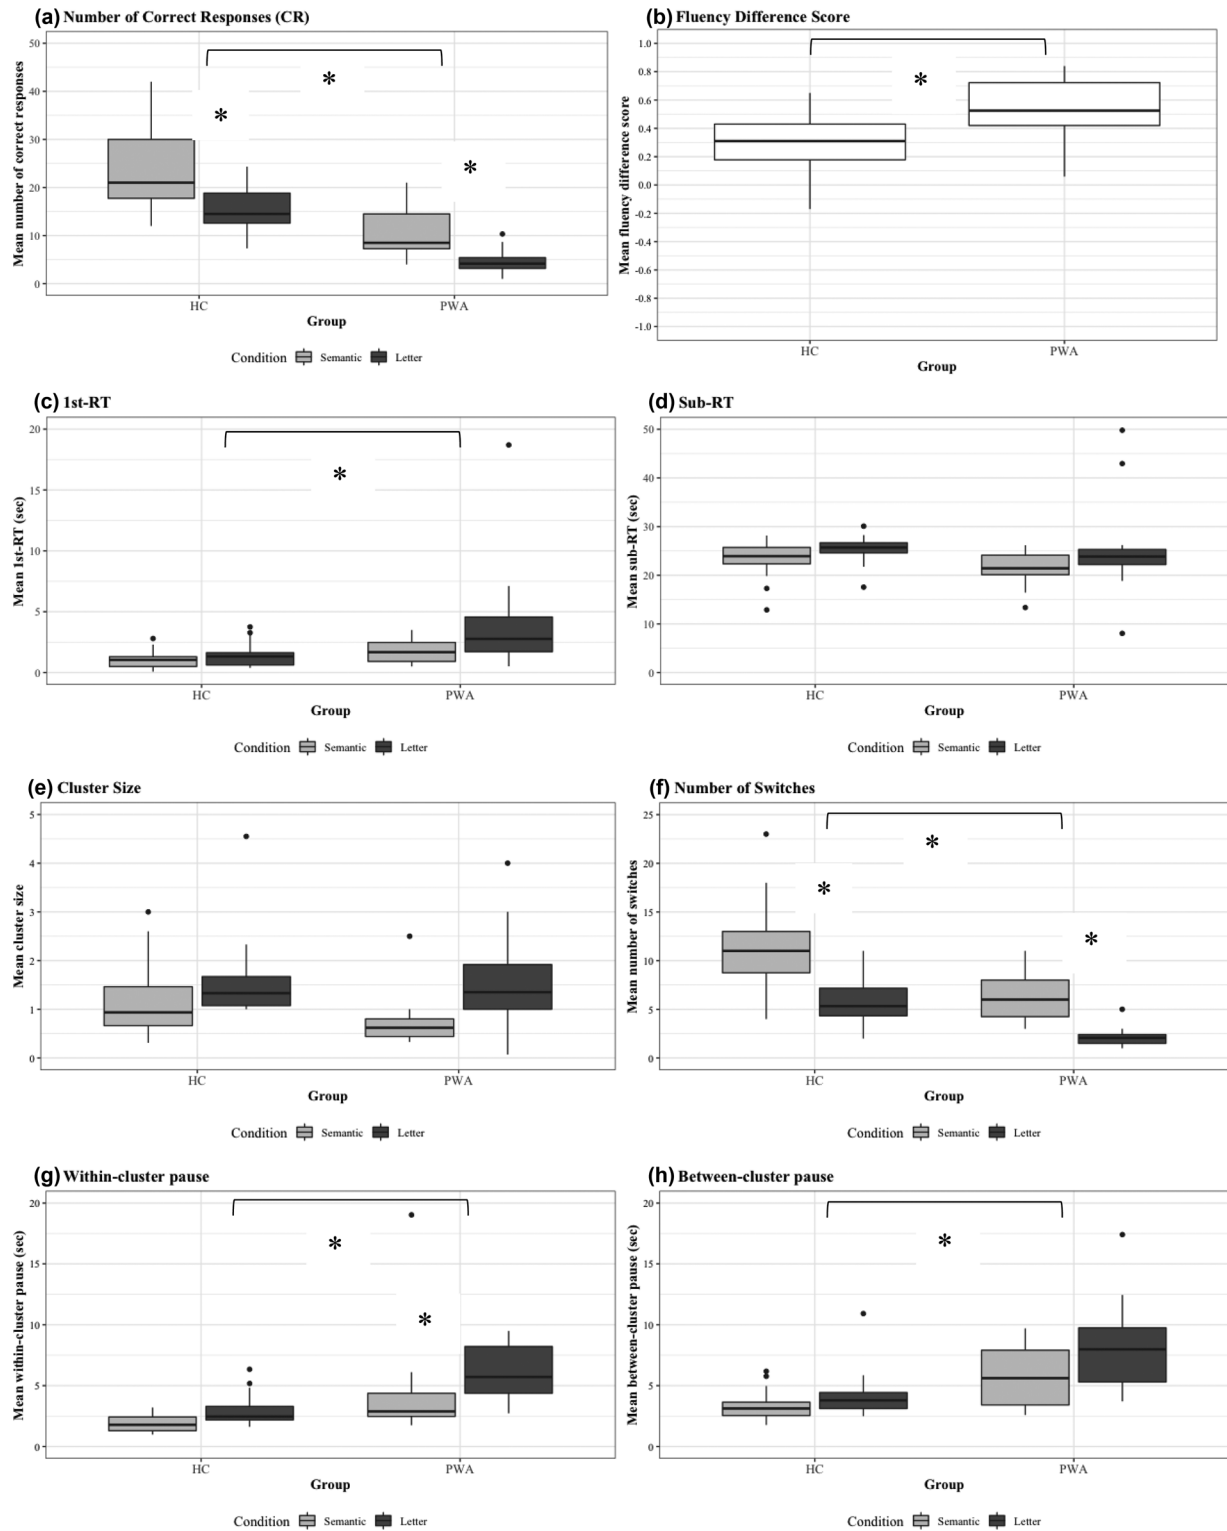 (a) Number of Correct Responses (CR)
Mean number of correct responses
50
40
30
20
10
0
*
*
*
HC PWA
Group
Condition Semantic Letter
(b) Fluency Difference Score
Mean fluency difference score
1.0
0.8
0.6
0.4
0.2
0.0
-0.2
-0.4
-0.6
-0.8
-1.0
*
HC PWA
Group
(c) 1st-RT
Mean 1st-RT (sec)
20
15
10
5
0
*
HC PWA
Group
Condition Semantic Letter
(d) Sub-RT
Mean sub-RT (sec)
50
40
30
20
10
0
HC PWA
Group
Condition Semantic Letter
(e) Cluster Size
Mean cluster size
5
4
3
2
1
0
HC PWA
Group
Condition Semantic Letter
(f) Number of Switches
Mean number of switches
25
20
15
10
5
0
*
*
*
HC PWA
Group
Condition Semantic Letter
(g) Within-cluster pause
Mean within-cluster pause (sec)
20
15
10
5
0
*
*
HC PWA
Group
Condition Semantic Letter
(h) Between-cluster pause
Mean between-cluster pause (sec)
20
15
10
5
0
*
HC PWA
Group
Condition Semantic Letter